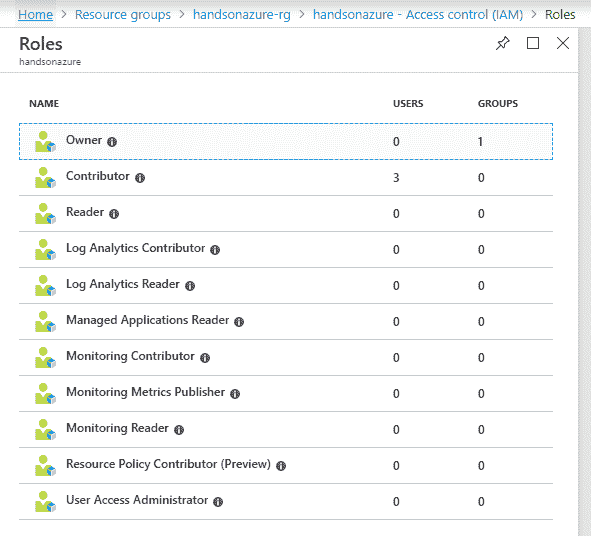 Home > Resource groups > handsonazure-rg > handsonazure - Access control (IAM) > Roles
Roles
handsonazure
NAME USERS GROUPS
Owner 0 1
Contributor 3 0
Reader 0 0
Log Analytics Contributor 0 0
Log Analytics Reader 0 0
Managed Applications Reader 0 0
Monitoring Contributor 0 0
Monitoring Metrics Publisher 0 0
Monitoring Reader 0 0
Resource Policy Contributor (Preview) 0 0
User Access Administrator 0 0